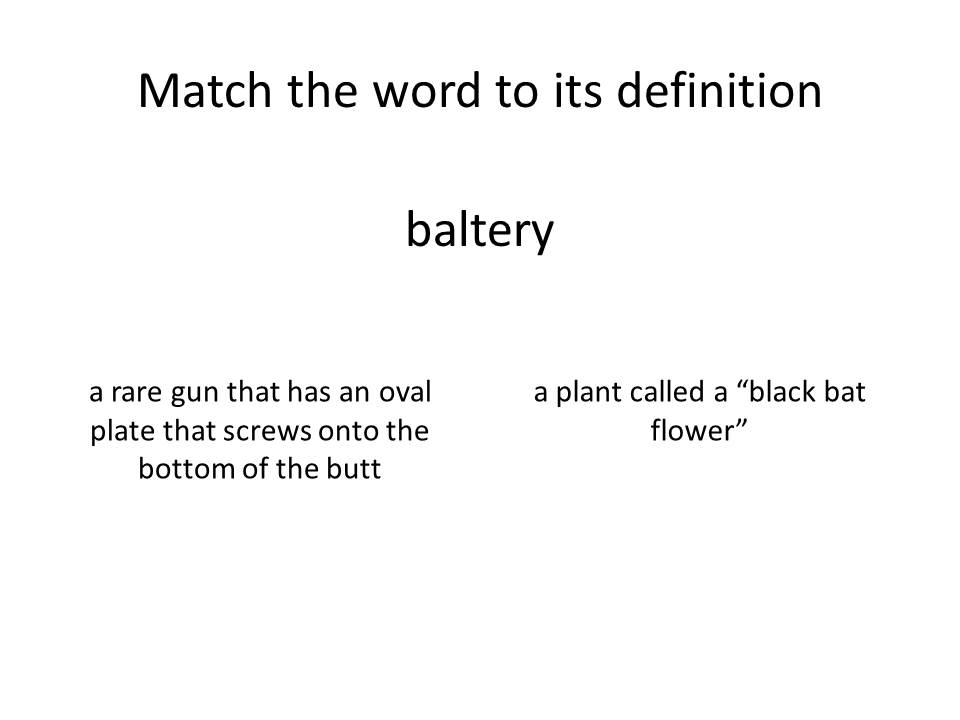 Match the word to its definition
baltery
a rare gun that has an oval
plate that screws onto the
bottom of the butt
a plant called a “black bat
flower”